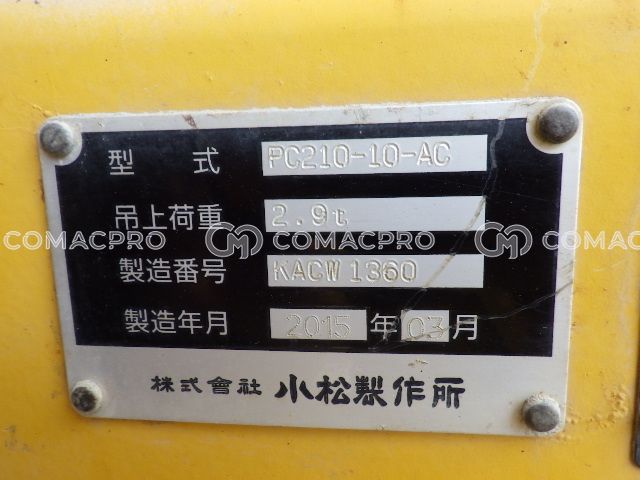 型 式 PC210-10-AC
吊上荷重 2.9t
COMACPRO COMACPRO COMACPRO
製造番号 KACW 1360
製造年月 2015 年 03 月
株式會社 小松製作所